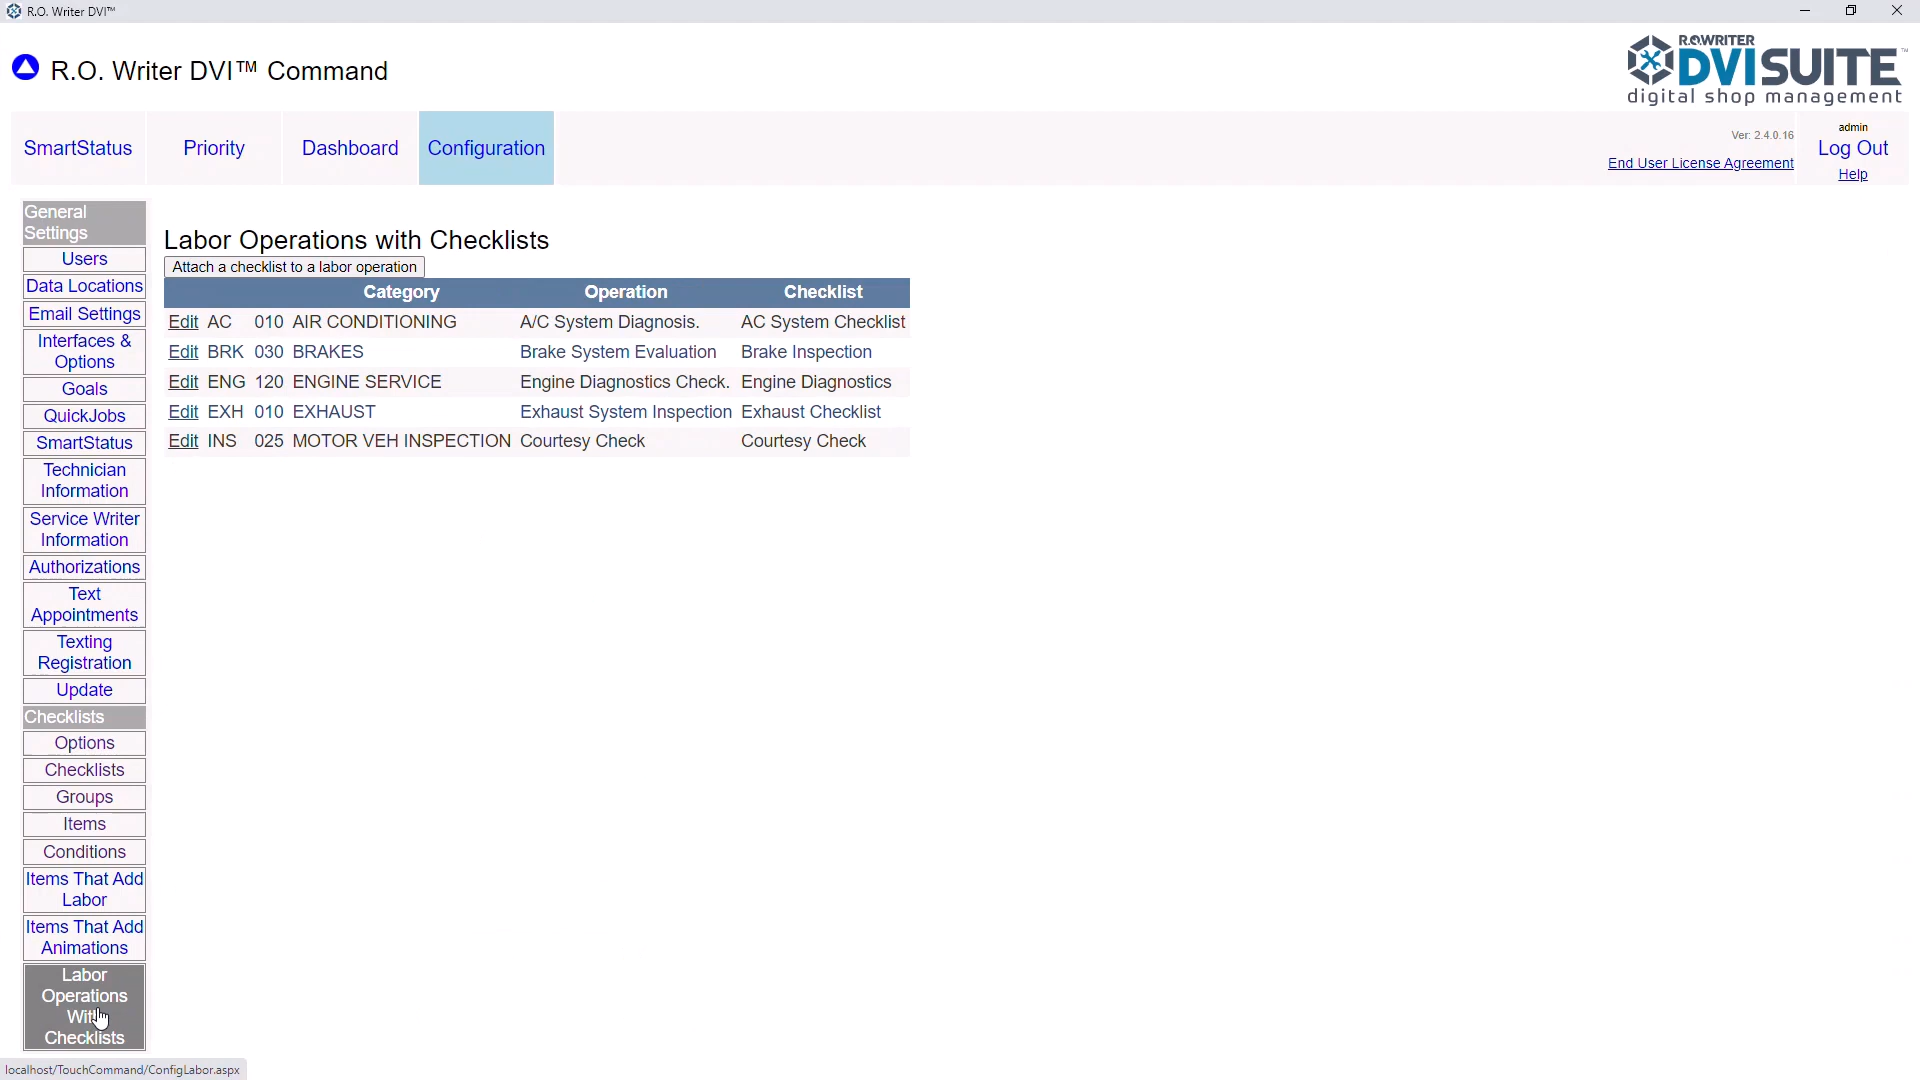 R.O. Writer DVI™
R.O. Writer DVI™ Command
R.O.WRITER
DVISUITE™
digital shop management
SmartStatus
Priority
Dashboard
Configuration
Ver: 2.4.0.16
End User License Agreement
admin
Log Out
Help
General
Settings
Users
Data Locations
Email Settings
Interfaces &
Options
Goals
QuickJobs
SmartStatus
Technician
Information
Service Writer
Information
Authorizations
Text
Appointments
Texting
Registration
Update
Checklists
Options
Checklists
Groups
Items
Conditions
Items That Add
Labor
Items That Add
Animations
Labor
Operations
With
Checklists
Labor Operations with Checklists
Attach a checklist to a labor operation
Category Operation Checklist
Edit AC 010 AIR CONDITIONING A/C System Diagnosis. AC System Checklist
Edit BRK 030 BRAKES Brake System Evaluation Brake Inspection
Edit ENG 120 ENGINE SERVICE Engine Diagnostics Check. Engine Diagnostics
Edit EXH 010 EXHAUST Exhaust System Inspection Exhaust Checklist
Edit INS 025 MOTOR VEH INSPECTION Courtesy Check Courtesy Check
localhost/TouchCommand/ConfigLabor.aspx